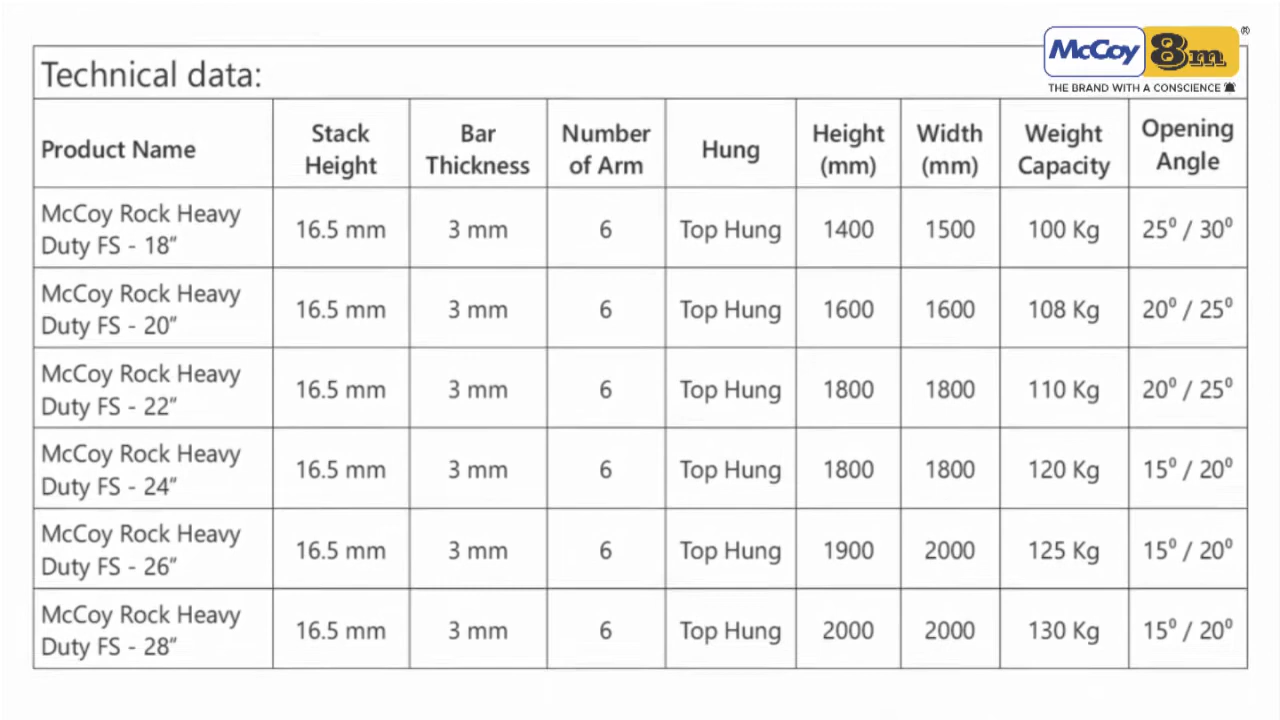 McCoy 8m ®
THE BRAND WITH A CONSCIENCE
Technical data:
Product Name
Stack
Height
Bar
Thickness
Number
of Arm
Hung
Height
(mm)
Width
(mm)
Weight
Capacity
Opening
Angle
McCoy Rock Heavy
Duty FS - 18”
16.5 mm
3 mm
6
Top Hung
1400
1500
100 Kg
25⁰ / 30⁰
McCoy Rock Heavy
Duty FS - 20”
16.5 mm
3 mm
6
Top Hung
1600
1600
108 Kg
20⁰ / 25⁰
McCoy Rock Heavy
Duty FS - 22”
16.5 mm
3 mm
6
Top Hung
1800
1800
110 Kg
20⁰ / 25⁰
McCoy Rock Heavy
Duty FS - 24”
16.5 mm
3 mm
6
Top Hung
1800
1800
120 Kg
15⁰ / 20⁰
McCoy Rock Heavy
Duty FS - 26”
16.5 mm
3 mm
6
Top Hung
1900
2000
125 Kg
15⁰ / 20⁰
McCoy Rock Heavy
Duty FS - 28”
16.5 mm
3 mm
6
Top Hung
2000
2000
130 Kg
15⁰ / 20⁰